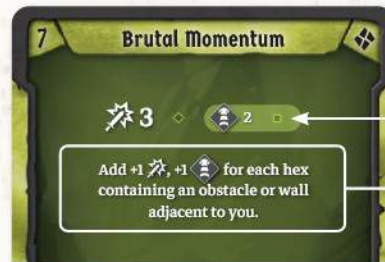 7 Brutal Momentum
3 2
Add +1, +1 for each hex
containing an obstacle or wall
adjacent to you.